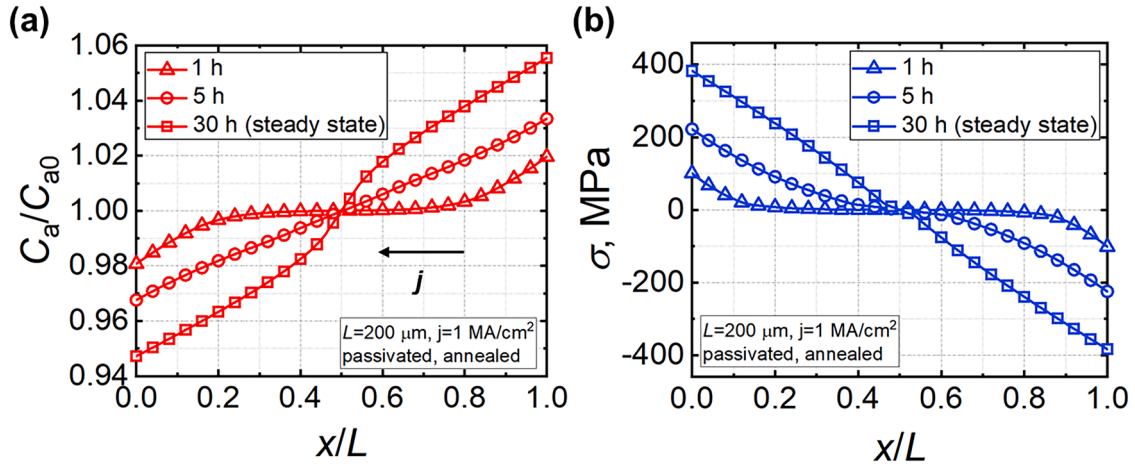 (a)
1.06
1.04
1.02
1.00
0.98
0.96
0.94
Ca/Ca0
1 h
5 h
30 h (steady state)
j
L=200 μm, j=1 MA/cm²
passivated, annealed
0.0 0.2 0.4 0.6 0.8 1.0
x/L
(b)
400
200
0
-200
-400
σ, MPa
1 h
5 h
30 h (steady state)
L=200 μm, j=1 MA/cm²
passivated, annealed
0.0 0.2 0.4 0.6 0.8 1.0
x/L